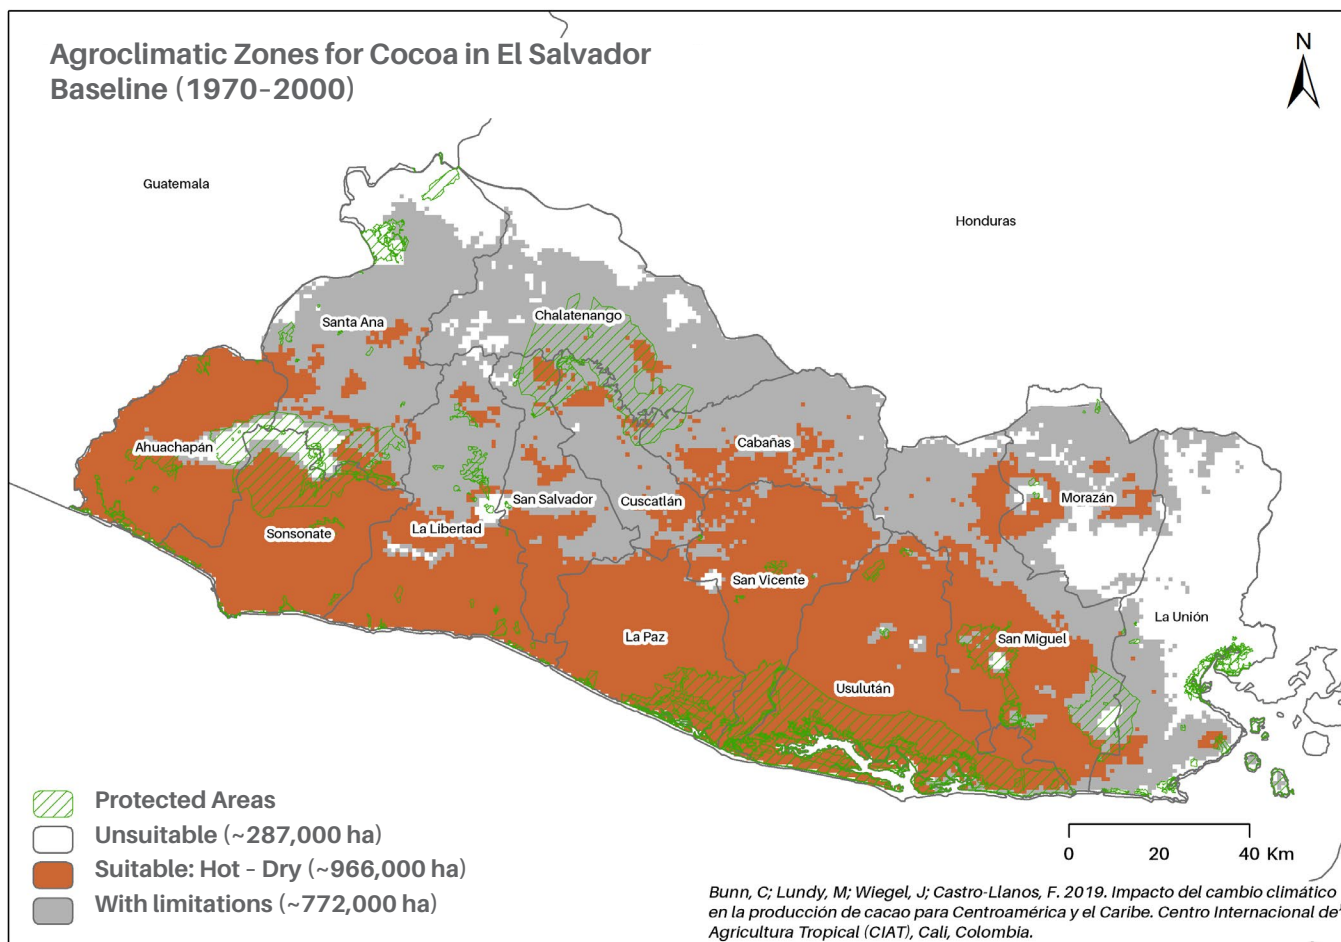 Agroclimatic Zones for Cocoa in El Salvador
Baseline (1970–2000)
N
Guatemala
Honduras
Santa Ana
Chalatenango
Ahuachapán
Cabañas
Morazán
San Salvador
Cuscatlán
La Libertad
Sonsonate
San Vicente
La Unión
La Paz
San Miguel
Usulután
Protected Areas
Unsuitable (~287,000 ha)
Suitable: Hot – Dry (~966,000 ha)
With limitations (~772,000 ha)
0 20 40 Km
Bunn, C; Lundy, M; Wiegel, J; Castro-Llanos, F. 2019. Impacto del cambio climático
en la producción de cacao para Centroamérica y el Caribe. Centro Internacional de
Agricultura Tropical (CIAT), Cali, Colombia.